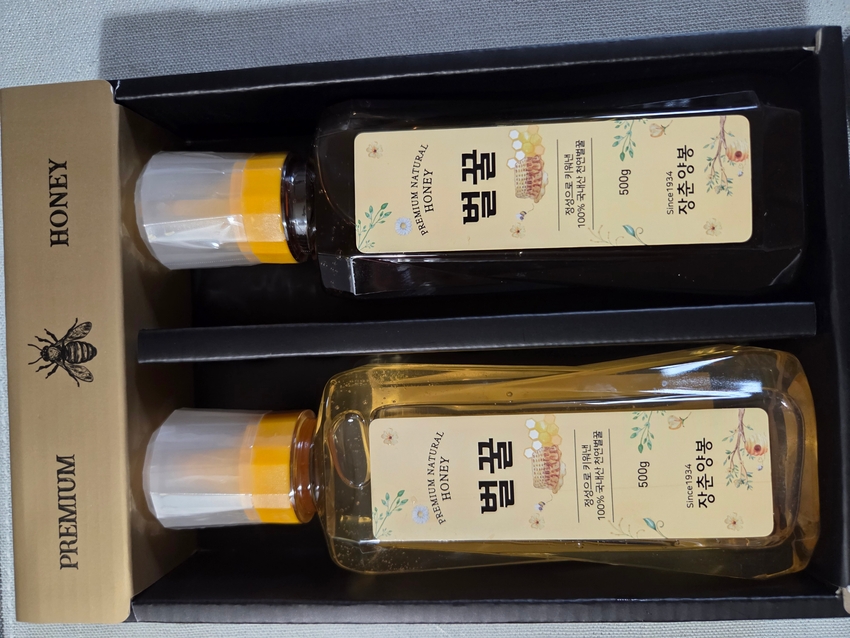 PREMIUM
HONEY
PREMIUM NATURAL
HONEY
벌꿀
정성으로 키워낸
100% 국내산 천연벌꿀
500g
Since1934
장춘양봉
PREMIUM NATURAL
HONEY
벌꿀
정성으로 키워낸
100% 국내산 천연벌꿀
500g
Since1934
장춘양봉